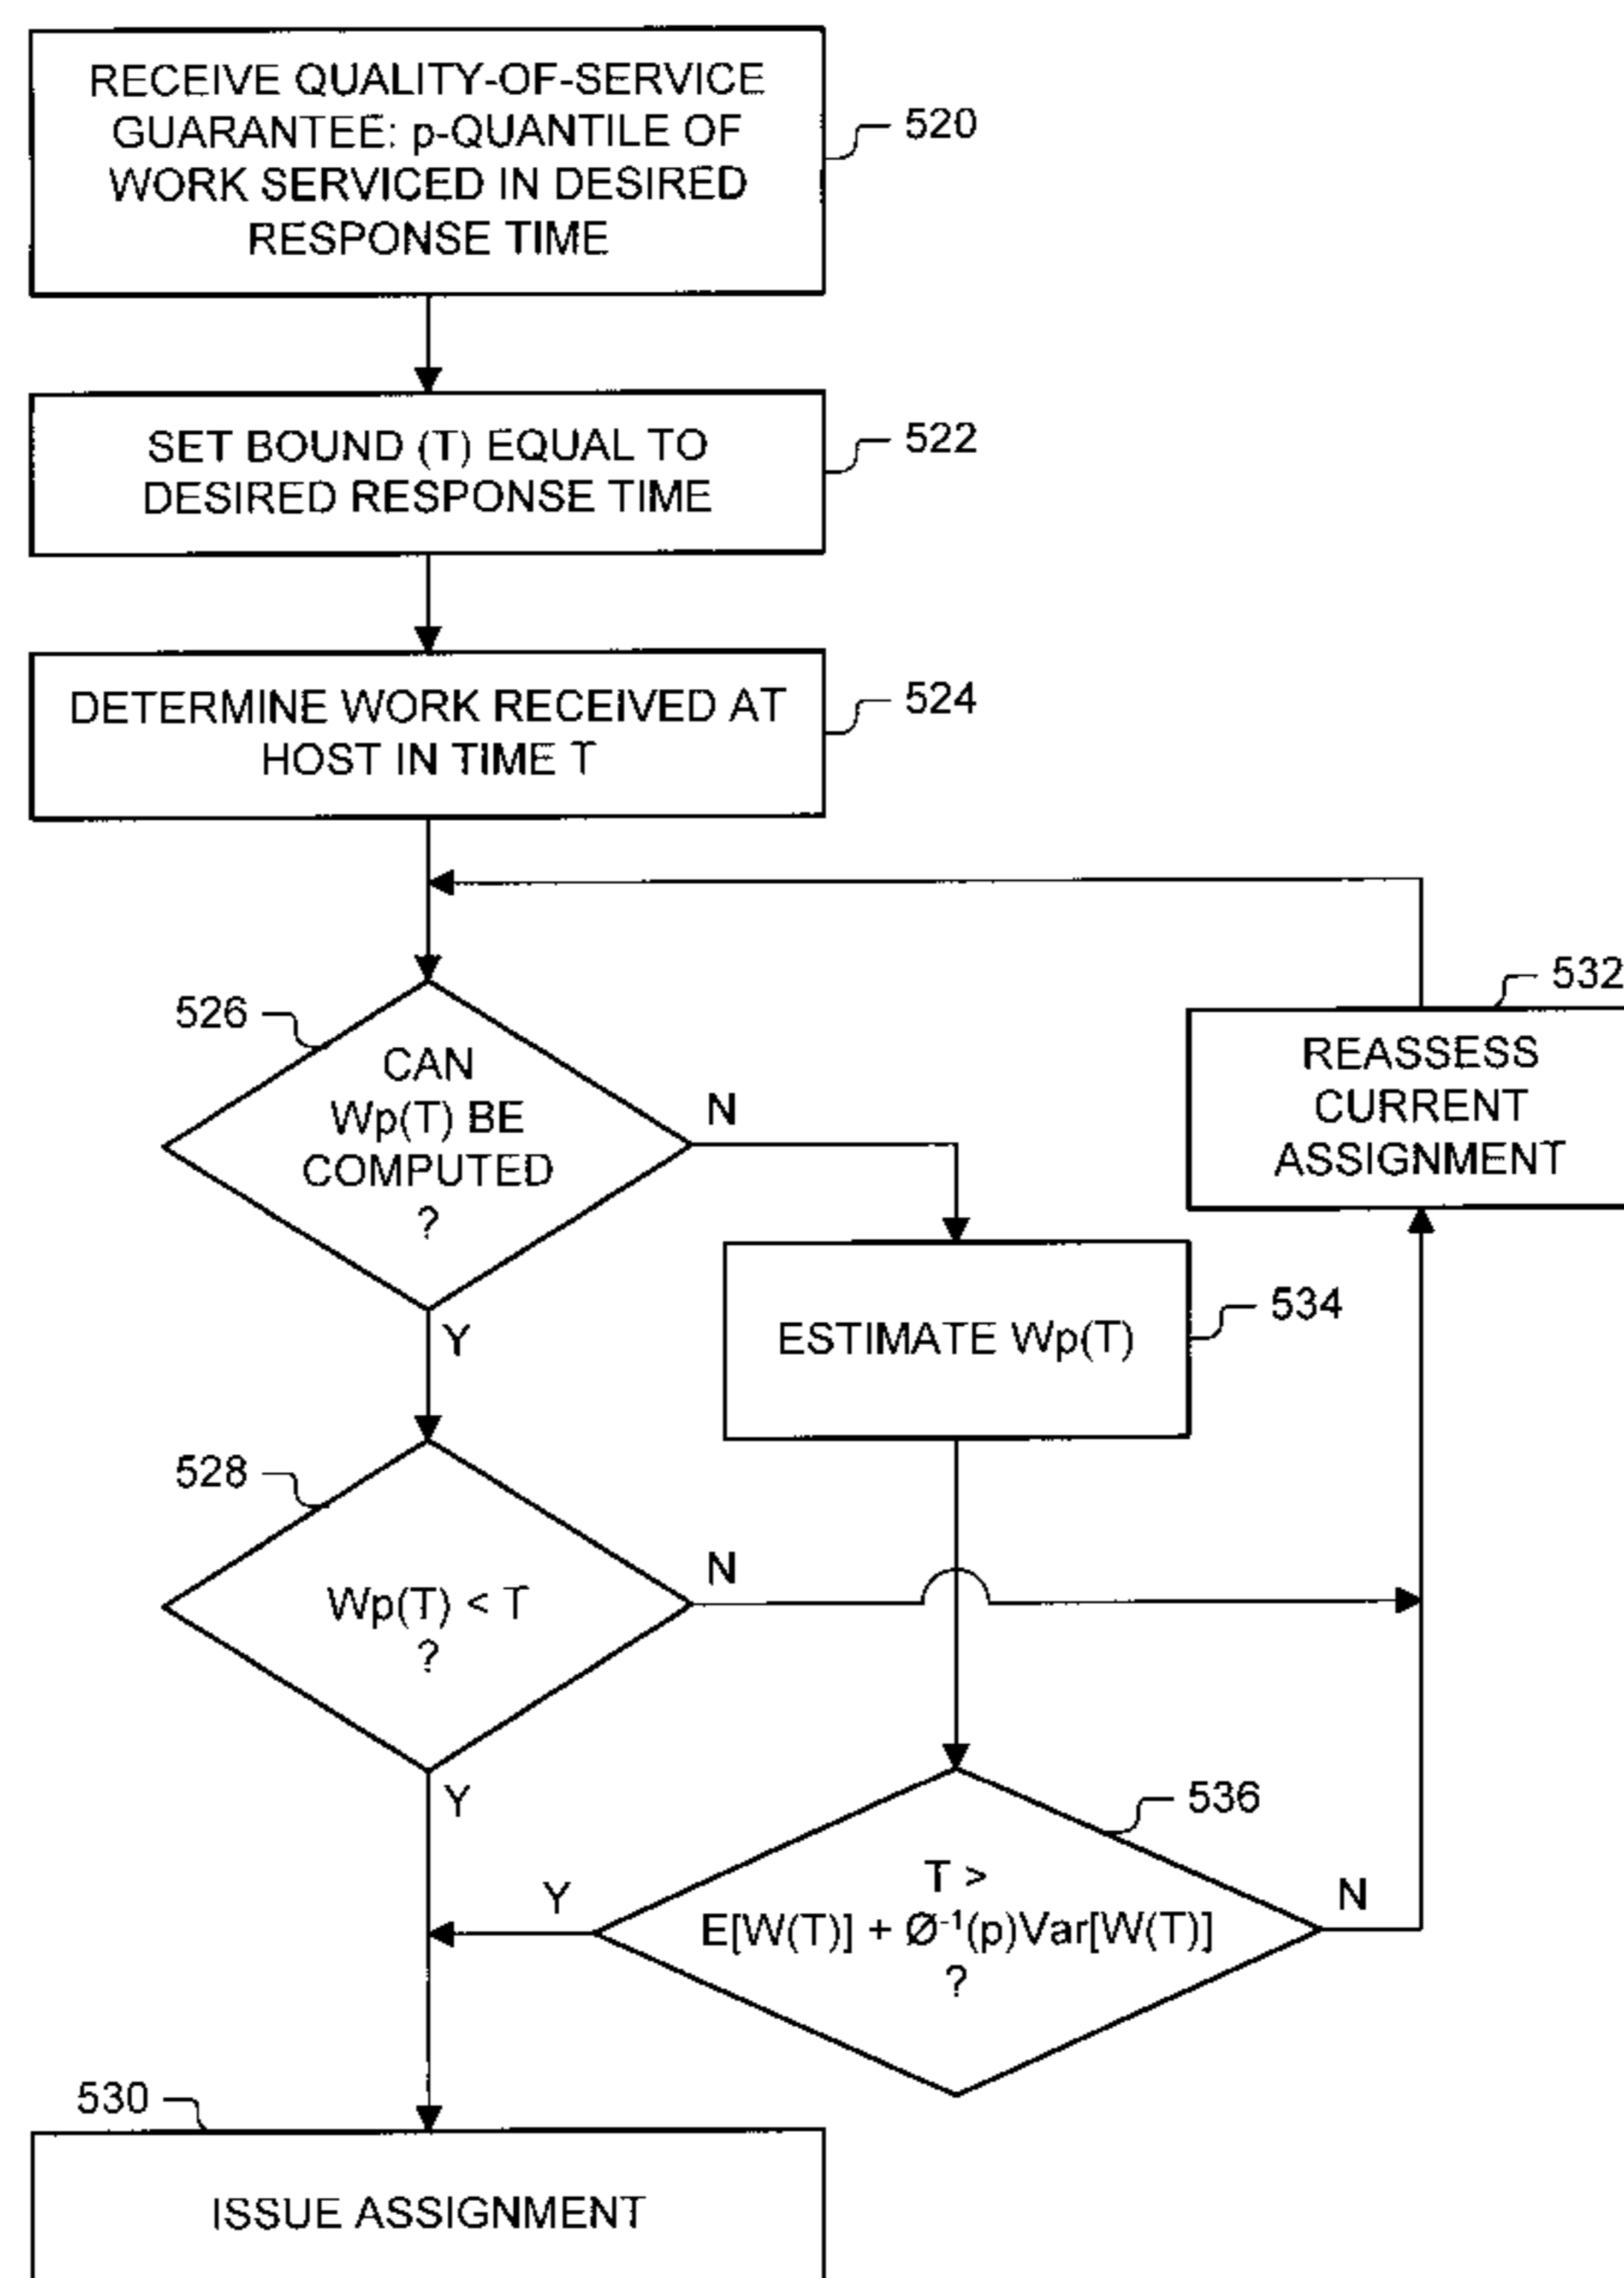 RECEIVE QUALITY-OF-SERVICE
GUARANTEE: p-QUANTILE OF
WORK SERVICED IN DESIRED
RESPONSE TIME
520
SET BOUND (T) EQUAL TO
DESIRED RESPONSE TIME
522
DETERMINE WORK RECEIVED AT
HOST IN TIME T
524
526
CAN
Wp(T) BE
COMPUTED
?
N
Y
532
REASSESS
CURRENT
ASSIGNMENT
534
ESTIMATE Wp(T)
528
Wp(T) < T
?
N
Y
536
T >
E[W(T)] + Ø⁻¹(p)Var[W(T)]
?
Y
N
530
ISSUE ASSIGNMENT